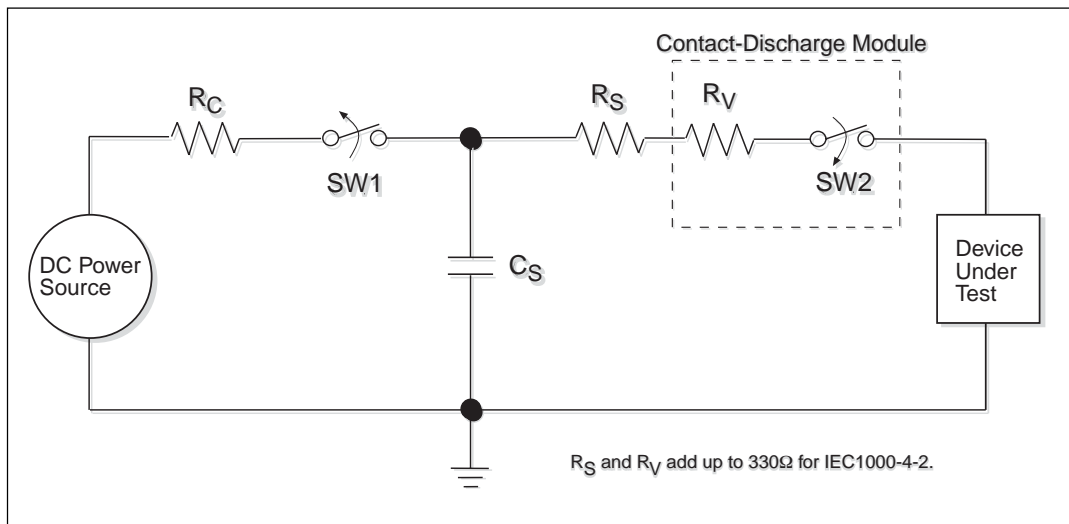 Contact-Discharge Module
RC
RS
RV
SW1
SW2
DC Power
Source
CS
Device
Under
Test
RS and RV add up to 330Ω for IEC1000-4-2.